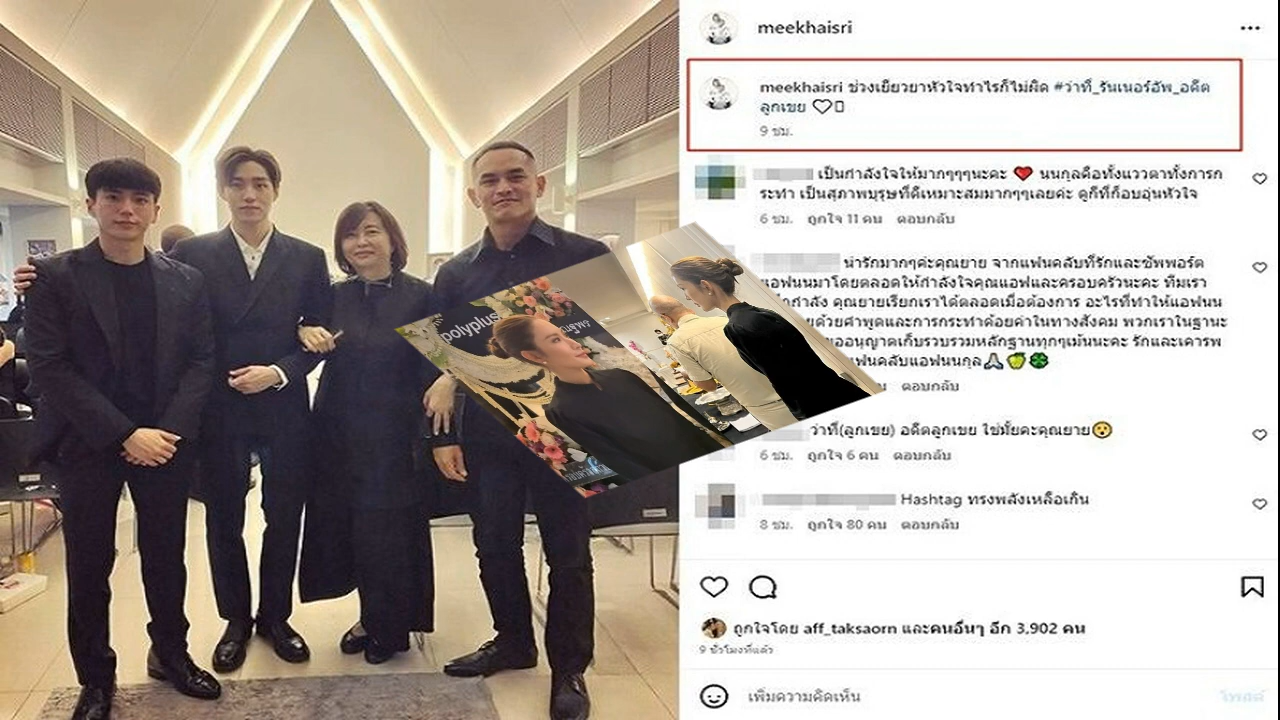 meekhaisri
meekhaisri ช่วงเยียวยาหัวใจทำไรก็ไม่ผิด #ว่าที่_รันเนอร์อัพ_อดีต
ลูกเขย
9 ชม.
เป็นกำลังใจให้มากๆๆๆนะคะ ❤️ นนกุลคือทั้งแววตาทั้งการก
ระทำ เป็นสุภาพบุรุษที่ดีเหมาะสมมากๆๆเลยค่ะ ดูก็ที่ก็อบอุ่นหัวใจ
6 ชม. ถูกใจ 11 คน ตอบกลับ
น่ารักมากๆค่ะคุณยาย จากแฟนคลับที่รักและซัพพอร์ต
แอฟนนมาโดยตลอดให้กำลังใจคุณแอฟและครอบครัวนะคะ ทีมเรา
กำลัง คุณยายเรียกเราได้ตลอดเมื่อต้องการ อะไรที่ทำให้แอฟนน
ยด้วยคำพูดและการกระทำด้อยค่าในทางสังคม พวกเราในฐานะ
ออนุญาตเก็บรวบรวมหลักฐานทุกๆเม้นนะคะ รักและเคารพ
แฟนคลับแอฟนนกุล🙏🍏🍀
ตอบกลับ
ว่าที่(ลูกเขย) อดีตลูกเขย ใช่มั้ยคะคุณยาย😮
6 ชม. ถูกใจ 6 คน ตอบกลับ
Hashtag ทรงพลังเหลือเกิน
8 ชม. ถูกใจ 80 คน ตอบกลับ
polyplus
ถูกใจโดย aff_taksaorn และคนอื่นๆ อีก 3,902 คน
9 ชั่วโมงที่แล้ว
เพิ่มความคิดเห็น
โพสต์